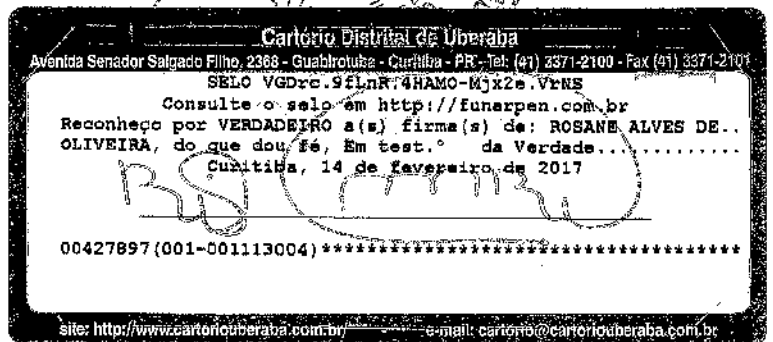 Cartório Distrital de Uberaba
Avenida Senador Salgado Filho, 2368 - Guabirotuba - Curitiba - PR - Tel: (41) 3371-2100 - Fax (41) 3371-2101
SELO VGDrc.9fLnR.4HAMO-Mjx2e.VrNS
Consulte o selo em http://funarpen.com.br
Reconheço por VERDADEIRO a(s) firma(s) de: ROSANE ALVES DE..
OLIVEIRA, do que dou fé, Em test.º da Verdade.............
Curitiba, 14 de fevereiro de 2017
00427897(001-001113004)*************************************
site: http://www.cartoriouberaba.com.br/ e-mail: cartorio@cartoriouberaba.com.br